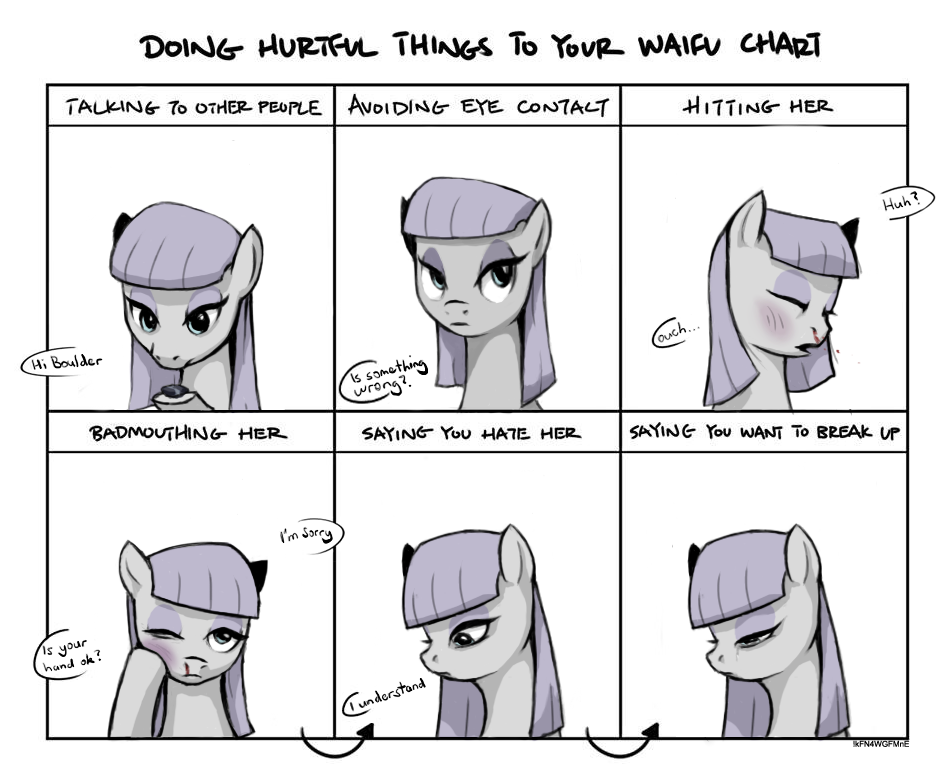 DOING HURTFUL THINGS TO YOUR WAIFU CHART
TALKING TO OTHER PEOPLE
AVOIDING EYE CONTACT
HITTING HER
Hi Boulder
Is something
wrong?
Huh?
ouch...
BADMOUTHING HER
SAYING YOU HATE HER
SAYING YOU WANT TO BREAK UP
I'm sorry
Is your
hand ok?
I understand
!kFN4WGFMnE